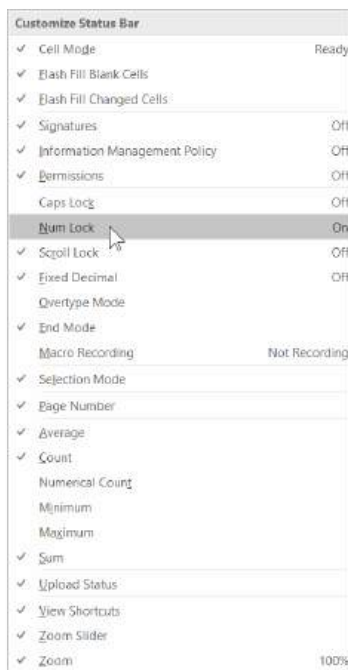 Customize Status Bar
✓ Cell Mode Ready
✓ Flash Fill Blank Cells
✓ Flash Fill Changed Cells
✓ Signatures Off
✓ Information Management Policy Off
✓ Permissions Off
Caps Lock Off
Num Lock On
✓ Scroll Lock Off
✓ Fixed Decimal Off
Overtype Mode
✓ End Mode
Macro Recording Not Recording
✓ Selection Mode
✓ Page Number
✓ Average
✓ Count
Numerical Count
Minimum
Maximum
✓ Sum
✓ Upload Status
✓ View Shortcuts
✓ Zoom Slider
✓ Zoom 100%